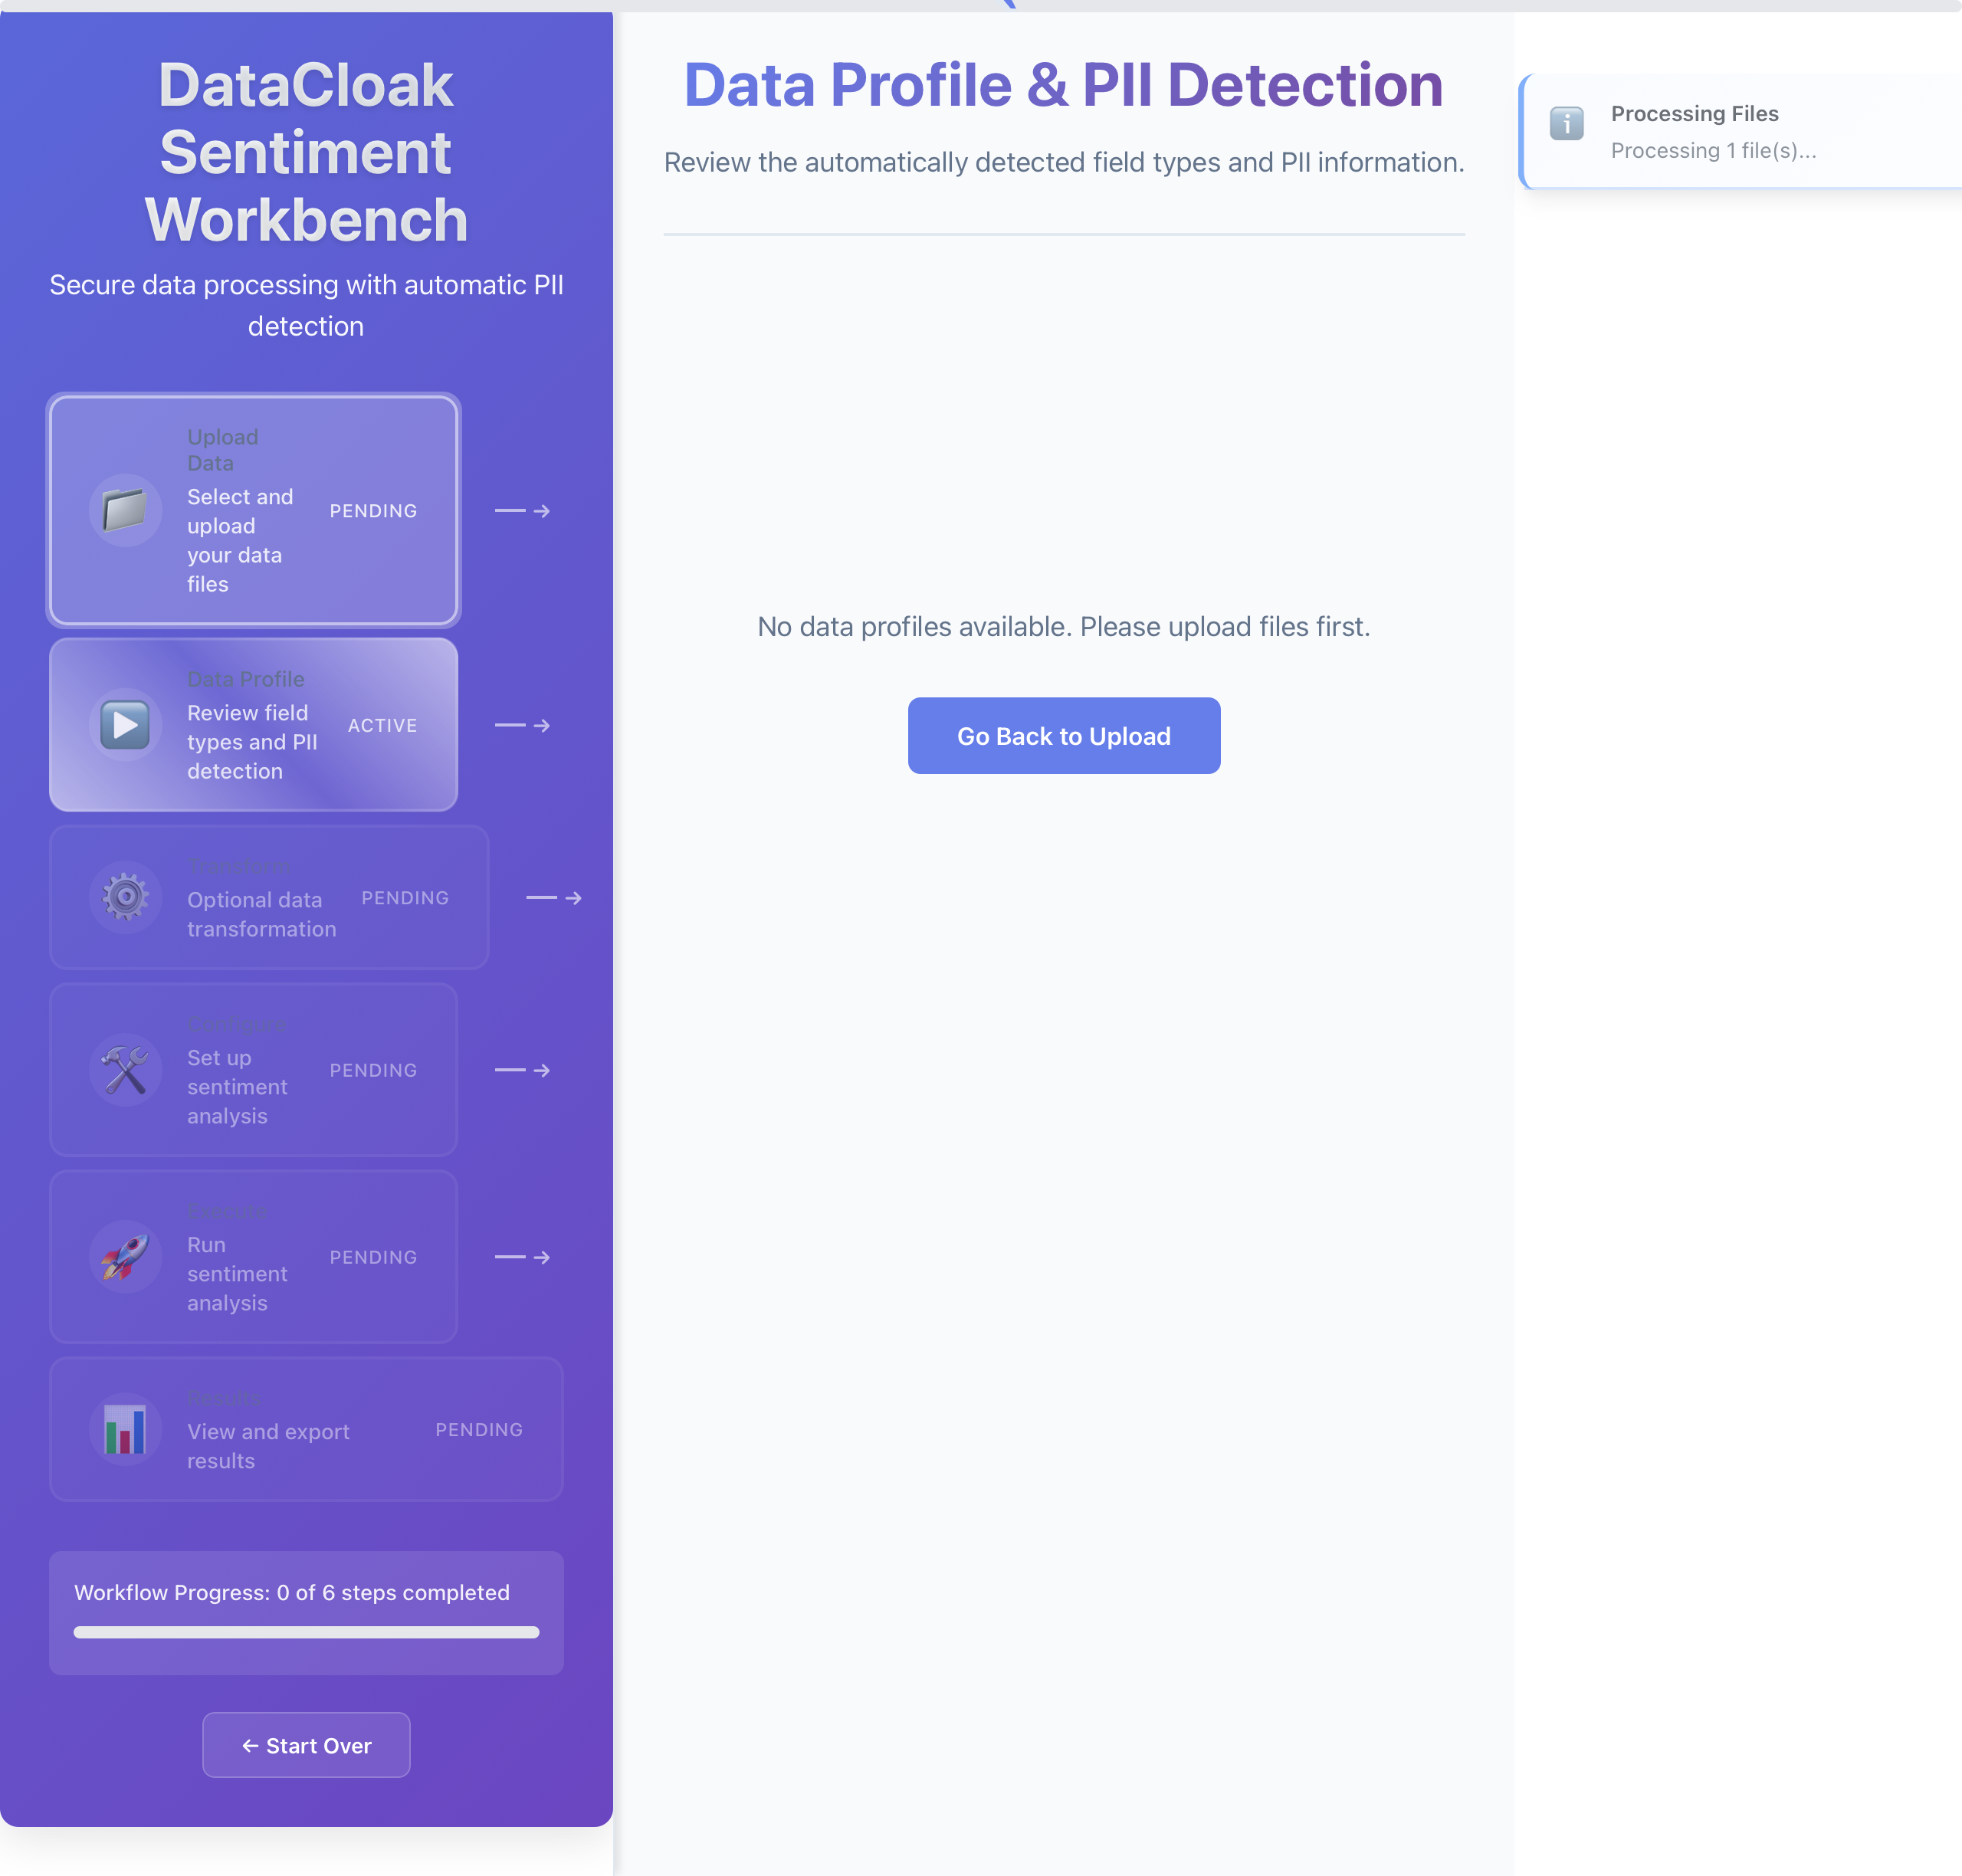 DataCloak
Sentiment
Workbench
Secure data processing with automatic PII
detection
Upload
Data
Select and
upload
your data
files
PENDING
Data Profile
Review field
types and PII
detection
ACTIVE
Transform
Optional data
transformation
PENDING
Configure
Set up
sentiment
analysis
PENDING
Execute
Run
sentiment
analysis
PENDING
Results
View and export
results
PENDING
Workflow Progress: 0 of 6 steps completed
← Start Over
Data Profile & PII Detection
Review the automatically detected field types and PII information.
No data profiles available. Please upload files first.
Go Back to Upload
Processing Files
Processing 1 file(s)...